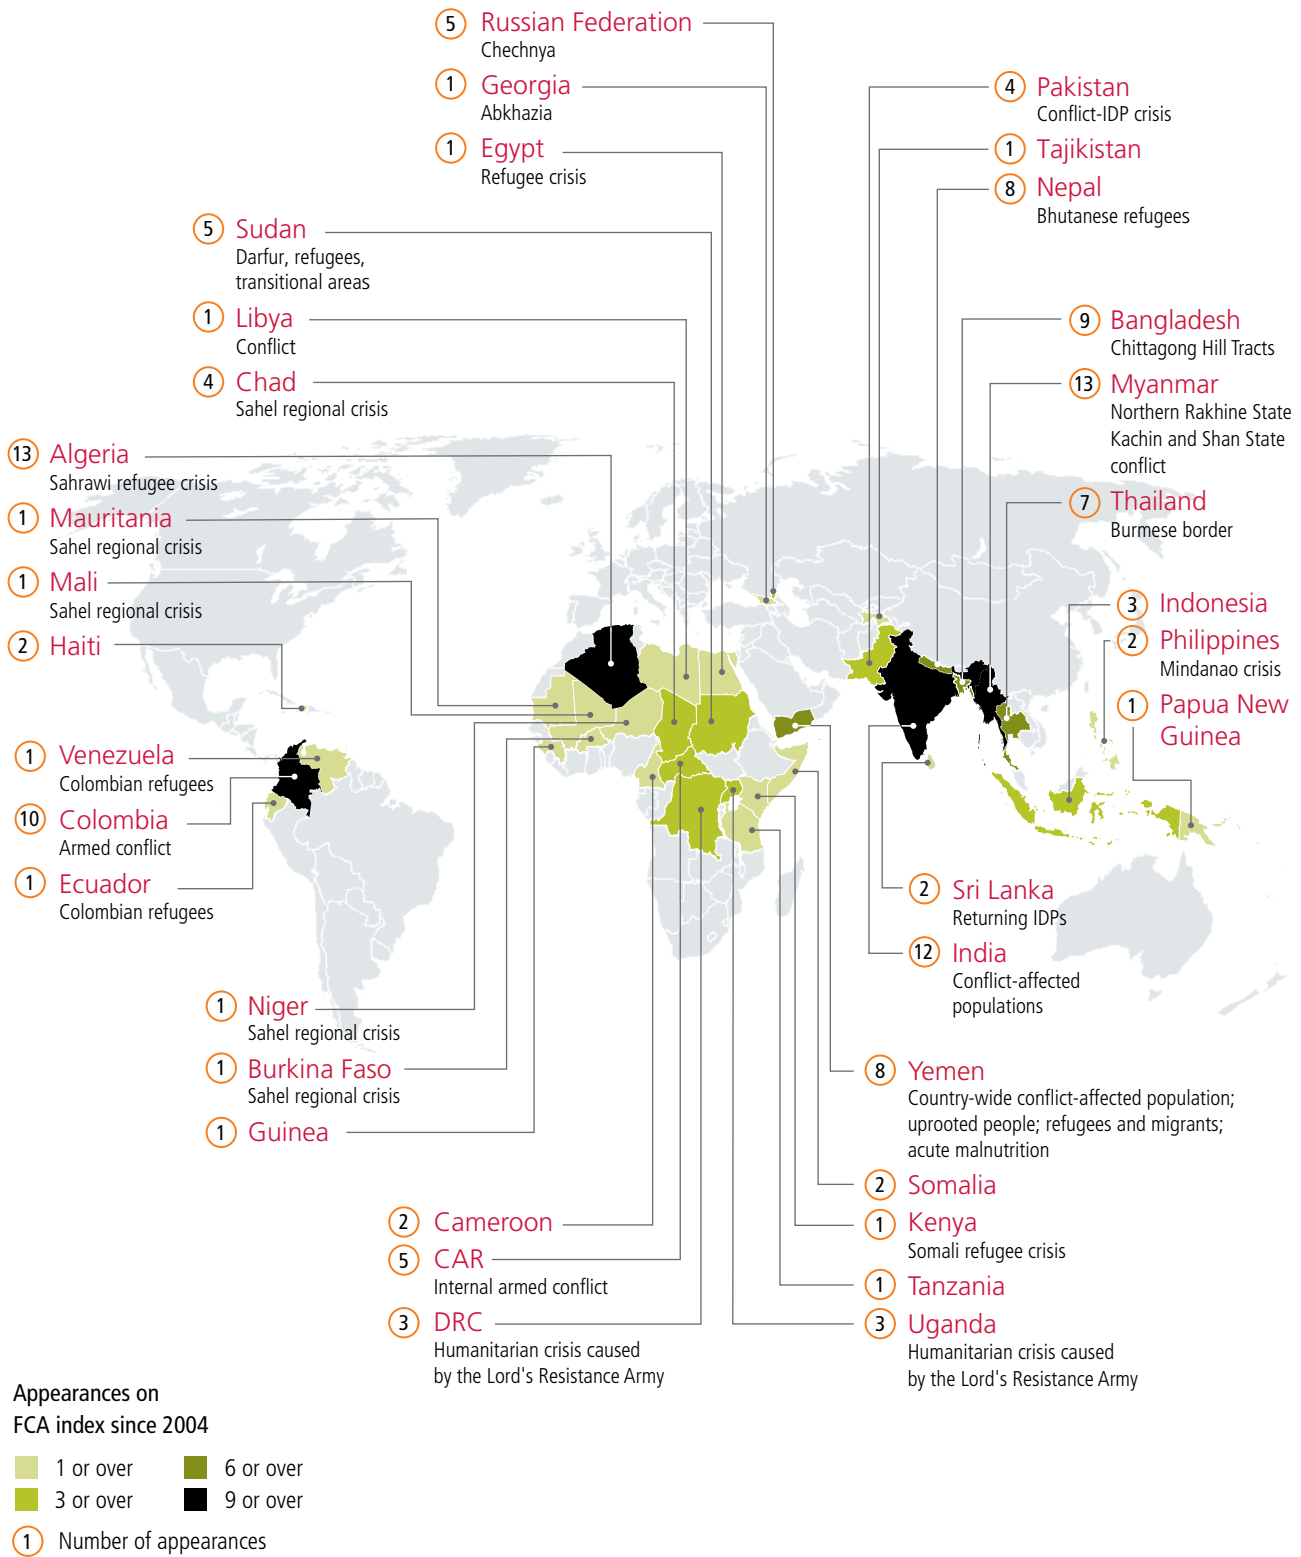 5 Russian Federation
Chechnya
1 Georgia
Abkhazia
1 Egypt
Refugee crisis
5 Sudan
Darfur, refugees,
transitional areas
1 Libya
Conflict
4 Chad
Sahel regional crisis
13 Algeria
Sahrawi refugee crisis
1 Mauritania
Sahel regional crisis
1 Mali
Sahel regional crisis
2 Haiti
1 Venezuela
Colombian refugees
10 Colombia
Armed conflict
1 Ecuador
Colombian refugees
1 Niger
Sahel regional crisis
1 Burkina Faso
Sahel regional crisis
1 Guinea
2 Cameroon
5 CAR
Internal armed conflict
3 DRC
Humanitarian crisis caused
by the Lord's Resistance Army
4 Pakistan
Conflict-IDP crisis
1 Tajikistan
8 Nepal
Bhutanese refugees
9 Bangladesh
Chittagong Hill Tracts
13 Myanmar
Northern Rakhine State
Kachin and Shan State
conflict
7 Thailand
Burmese border
3 Indonesia
2 Philippines
Mindanao crisis
1 Papua New
Guinea
2 Sri Lanka
Returning IDPs
12 India
Conflict-affected
populations
8 Yemen
Country-wide conflict-affected population;
uprooted people; refugees and migrants;
acute malnutrition
2 Somalia
1 Kenya
Somali refugee crisis
1 Tanzania
3 Uganda
Humanitarian crisis caused
by the Lord's Resistance Army
Appearances on
FCA index since 2004
1 or over
6 or over
3 or over
9 or over
1 Number of appearances